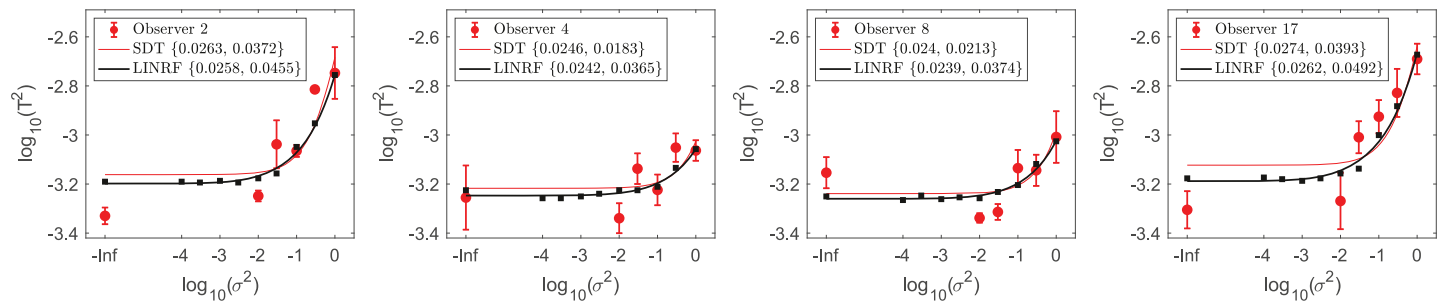 Observer 2
SDT {0.0263, 0.0372}
LINRF {0.0258, 0.0455}
-2.6
-2.8
-3
-3.2
-3.4
log10(T²)
-Inf -4 -3 -2 -1 0
log10(σ²)
Observer 4
SDT {0.0246, 0.0183}
LINRF {0.0242, 0.0365}
-2.6
-2.8
-3
-3.2
-3.4
log10(T²)
-Inf -4 -3 -2 -1 0
log10(σ²)
Observer 8
SDT {0.024, 0.0213}
LINRF {0.0239, 0.0374}
-2.6
-2.8
-3
-3.2
-3.4
log10(T²)
-Inf -4 -3 -2 -1 0
log10(σ²)
Observer 17
SDT {0.0274, 0.0393}
LINRF {0.0262, 0.0492}
-2.6
-2.8
-3
-3.2
-3.4
log10(T²)
-Inf -4 -3 -2 -1 0
log10(σ²)